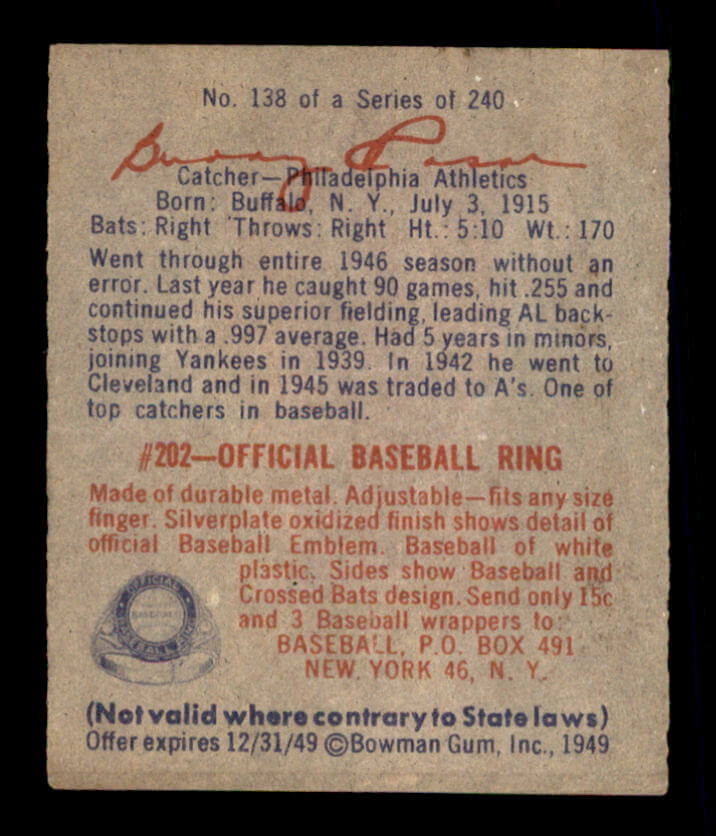 No. 138 of a Series of 240
Buddy Rosar
Catcher—Philadelphia Athletics
Born: Buffalo, N. Y., July 3, 1915
Bats: Right Throws: Right Ht.: 5:10 Wt.: 170
Went through entire 1946 season without an
error. Last year he caught 90 games, hit .255 and
continued his superior fielding, leading AL back-
stops with a .997 average. Had 5 years in minors,
joining Yankees in 1939. In 1942 he went to
Cleveland and in 1945 was traded to A's. One of
top catchers in baseball.
#202—OFFICIAL BASEBALL RING
Made of durable metal. Adjustable—fits any size
finger. Silverplate oxidized finish shows detail of
official Baseball Emblem. Baseball of white
plastic. Sides show Baseball and
Crossed Bats design. Send only 15c
and 3 Baseball wrappers to:
BASEBALL, P.O. BOX 491
NEW YORK 46, N. Y.
OFFICIAL
BASEBALL RING
(Not valid where contrary to State laws)
Offer expires 12/31/49 ©Bowman Gum, Inc., 1949